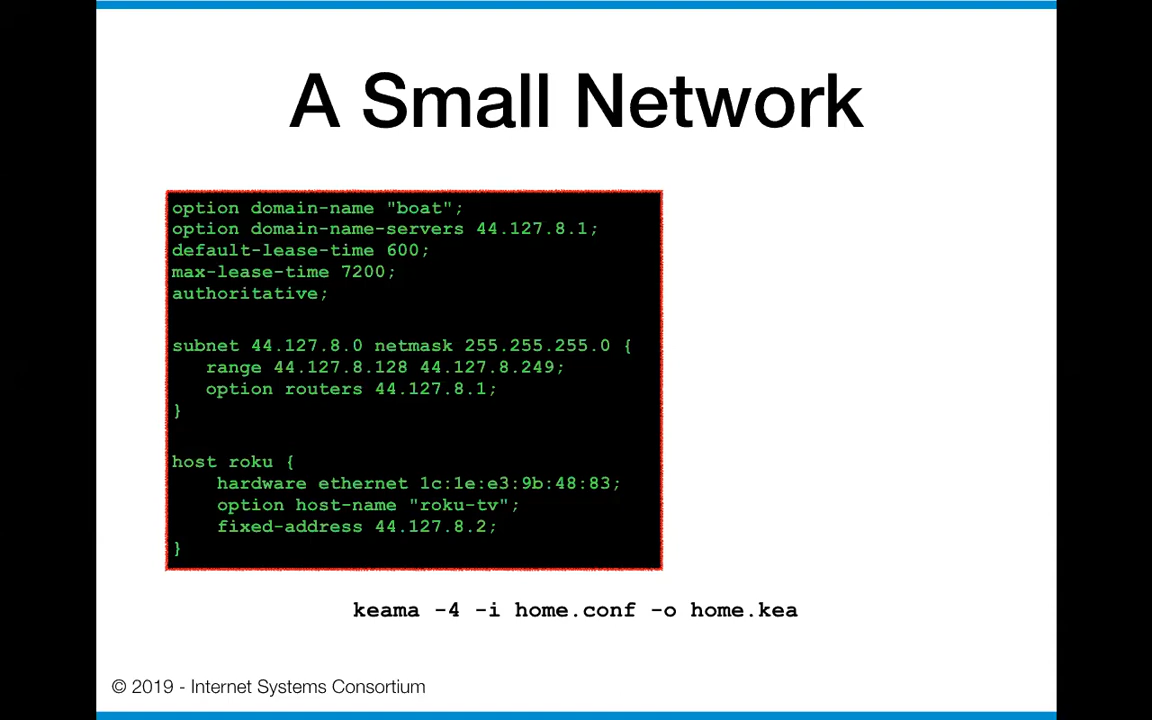 A Small Network
option domain-name "boat";
option domain-name-servers 44.127.8.1;
default-lease-time 600;
max-lease-time 7200;
authoritative;
subnet 44.127.8.0 netmask 255.255.255.0 {
range 44.127.8.128 44.127.8.249;
option routers 44.127.8.1;
}
host roku {
hardware ethernet 1c:1e:e3:9b:48:83;
option host-name "roku-tv";
fixed-address 44.127.8.2;
}
keama -4 -i home.conf -o home.kea
© 2019 - Internet Systems Consortium